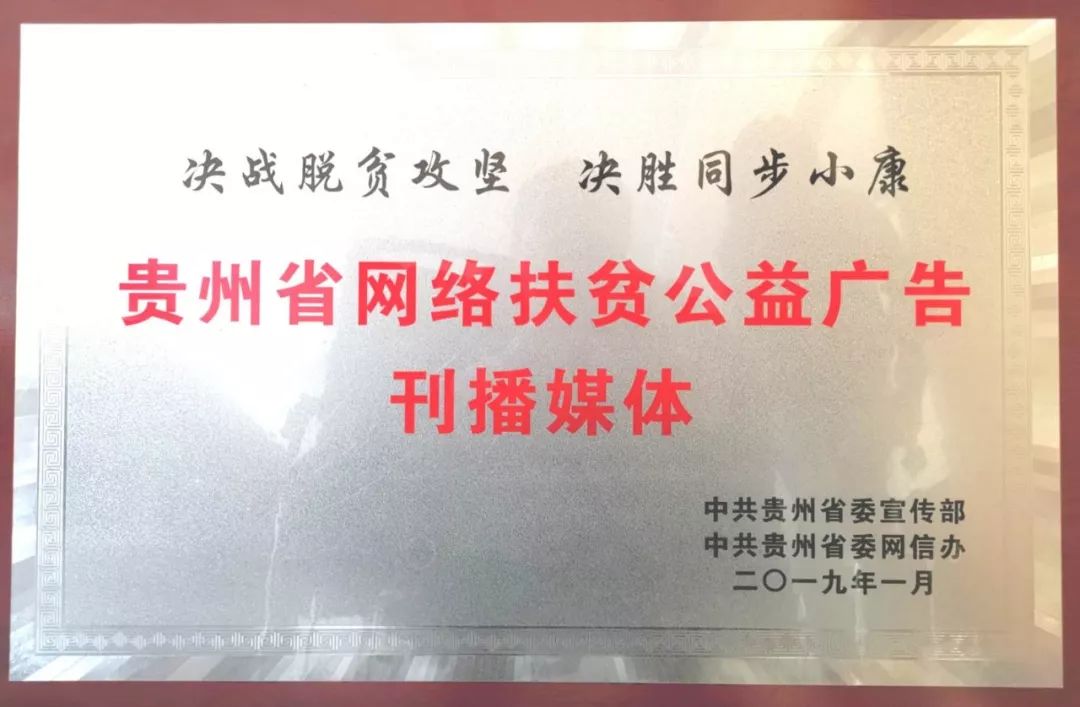 决战脱贫攻坚 决胜同步小康
贵州省网络扶贫公益广告
刊播媒体
中共贵州省委宣传部
中共贵州省委网信办
二〇一九年一月